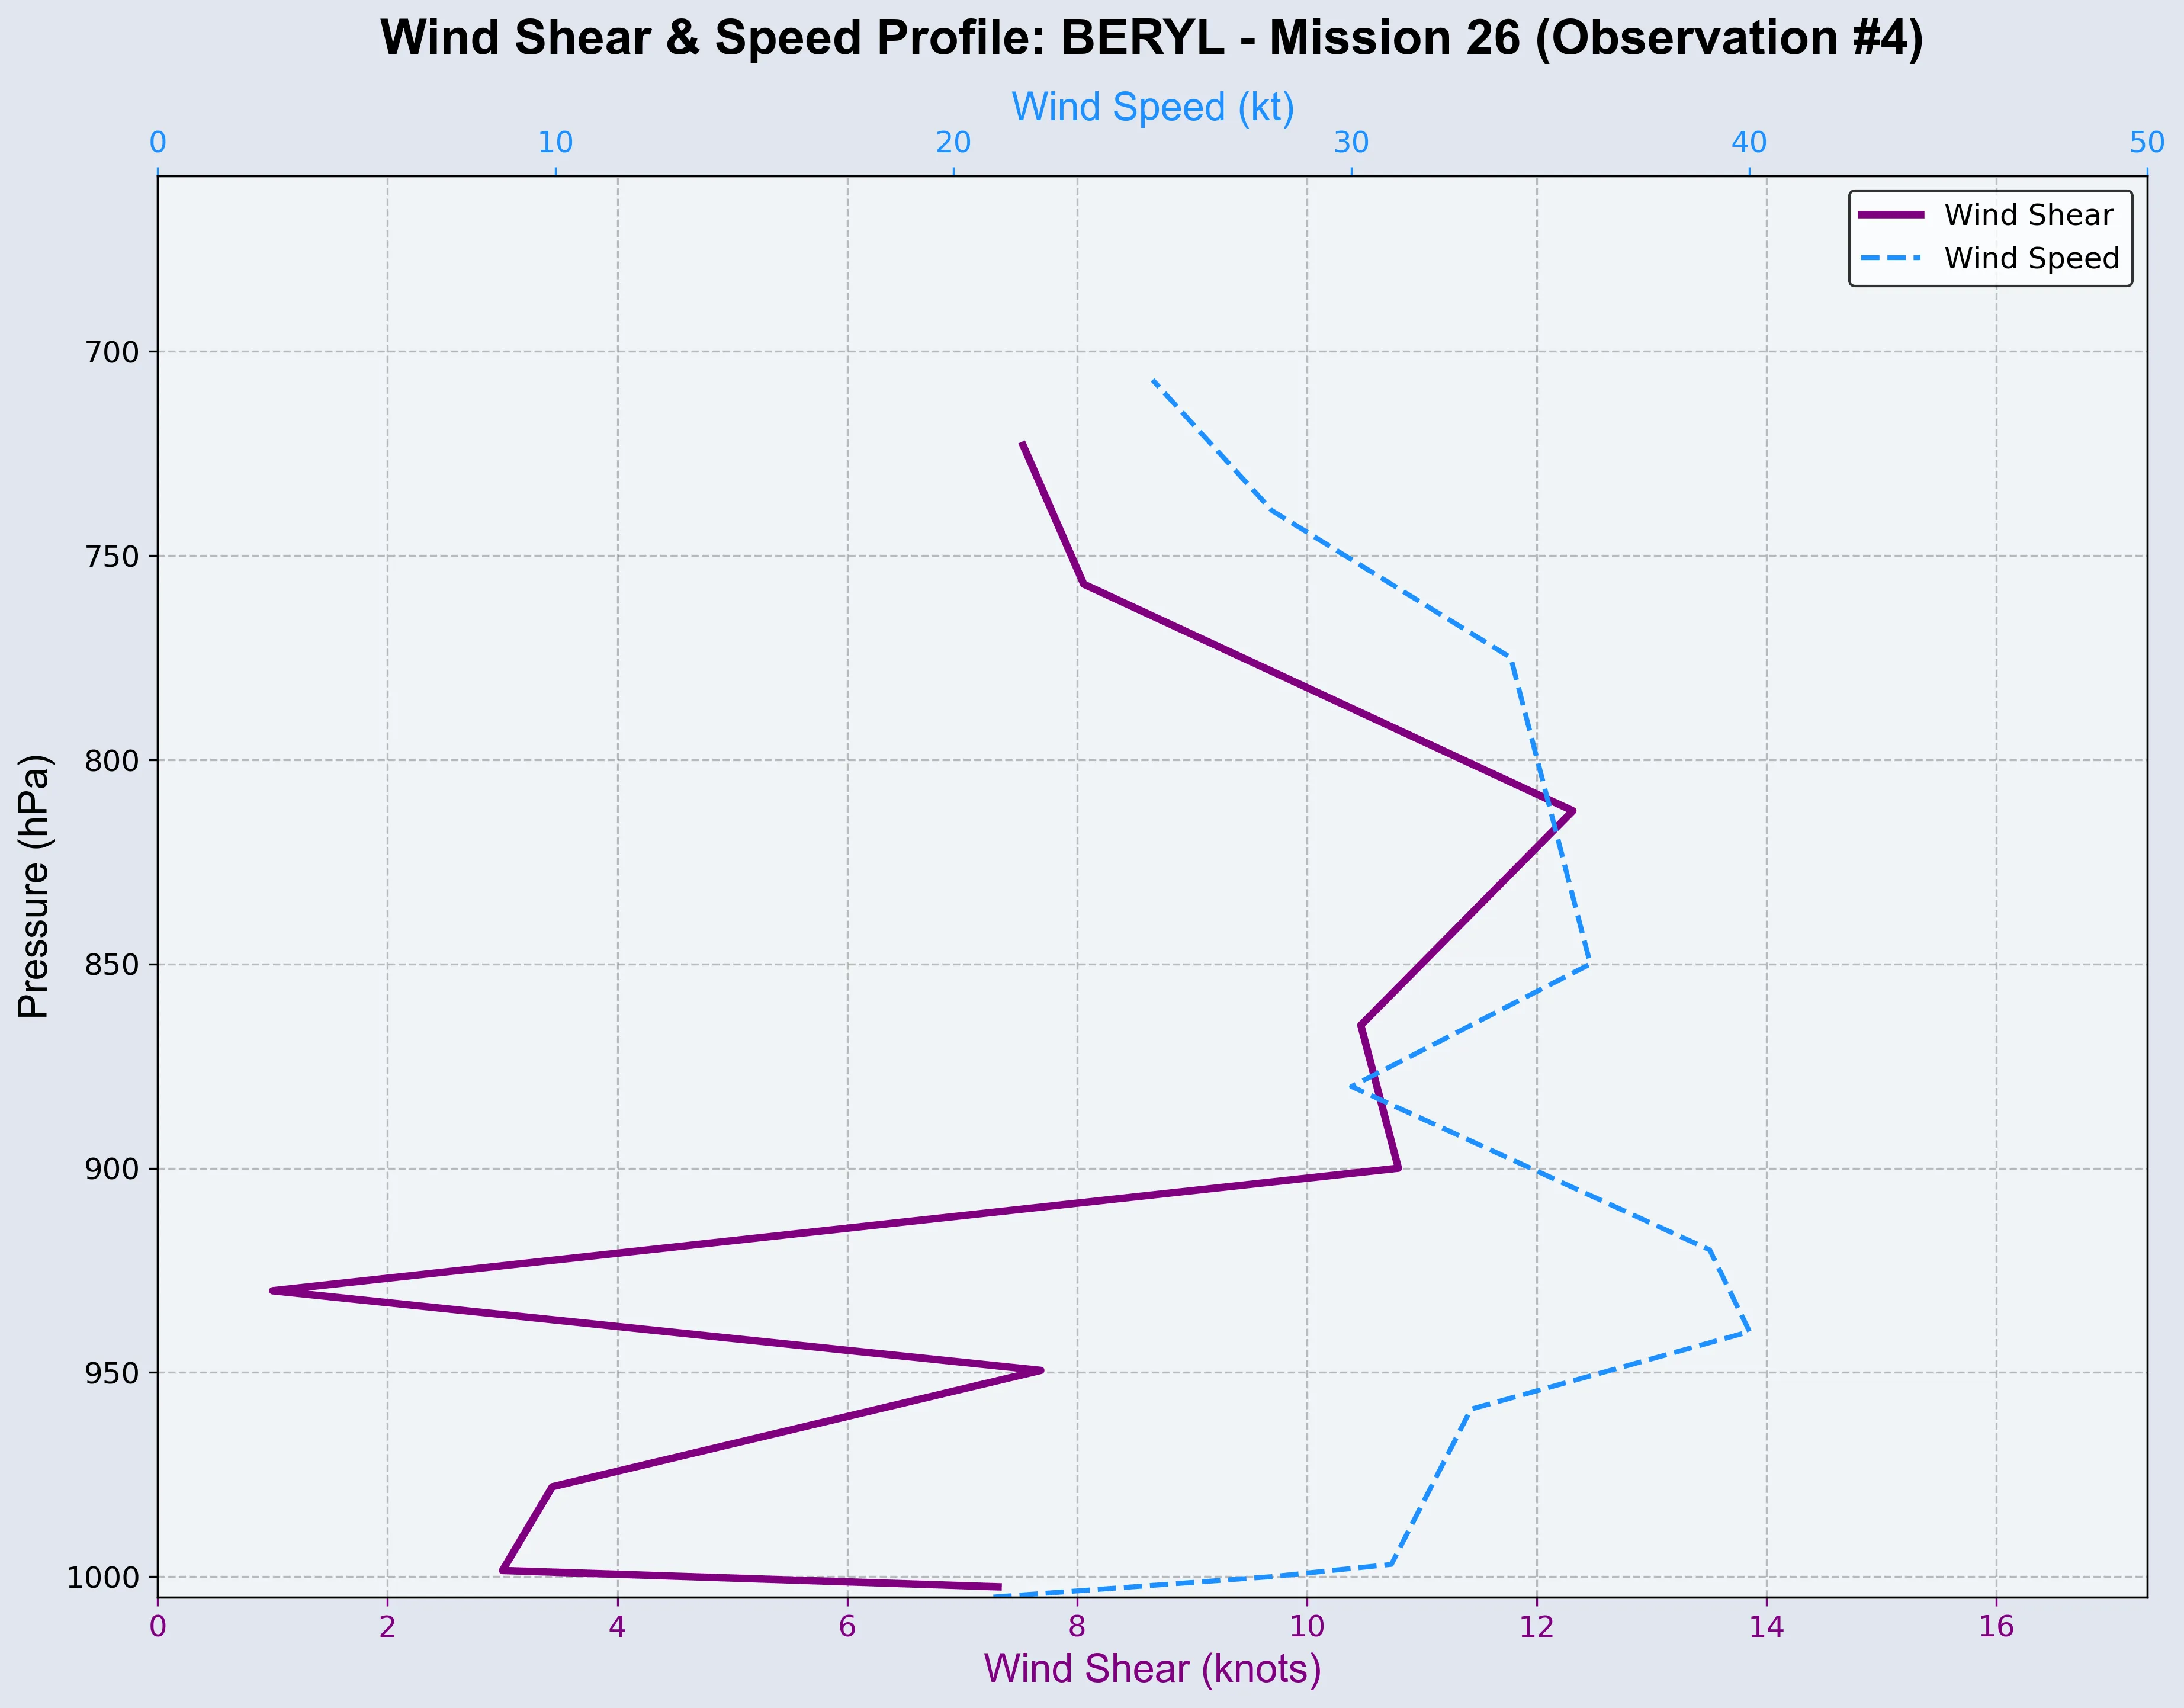 Wind Shear & Speed Profile: BERYL - Mission 26 (Observation #4)
Wind Speed (kt)
0 10 20 30 40 50
Wind Shear
Wind Speed
Pressure (hPa)
700
750
800
850
900
950
1000
0 2 4 6 8 10 12 14 16
Wind Shear (knots)